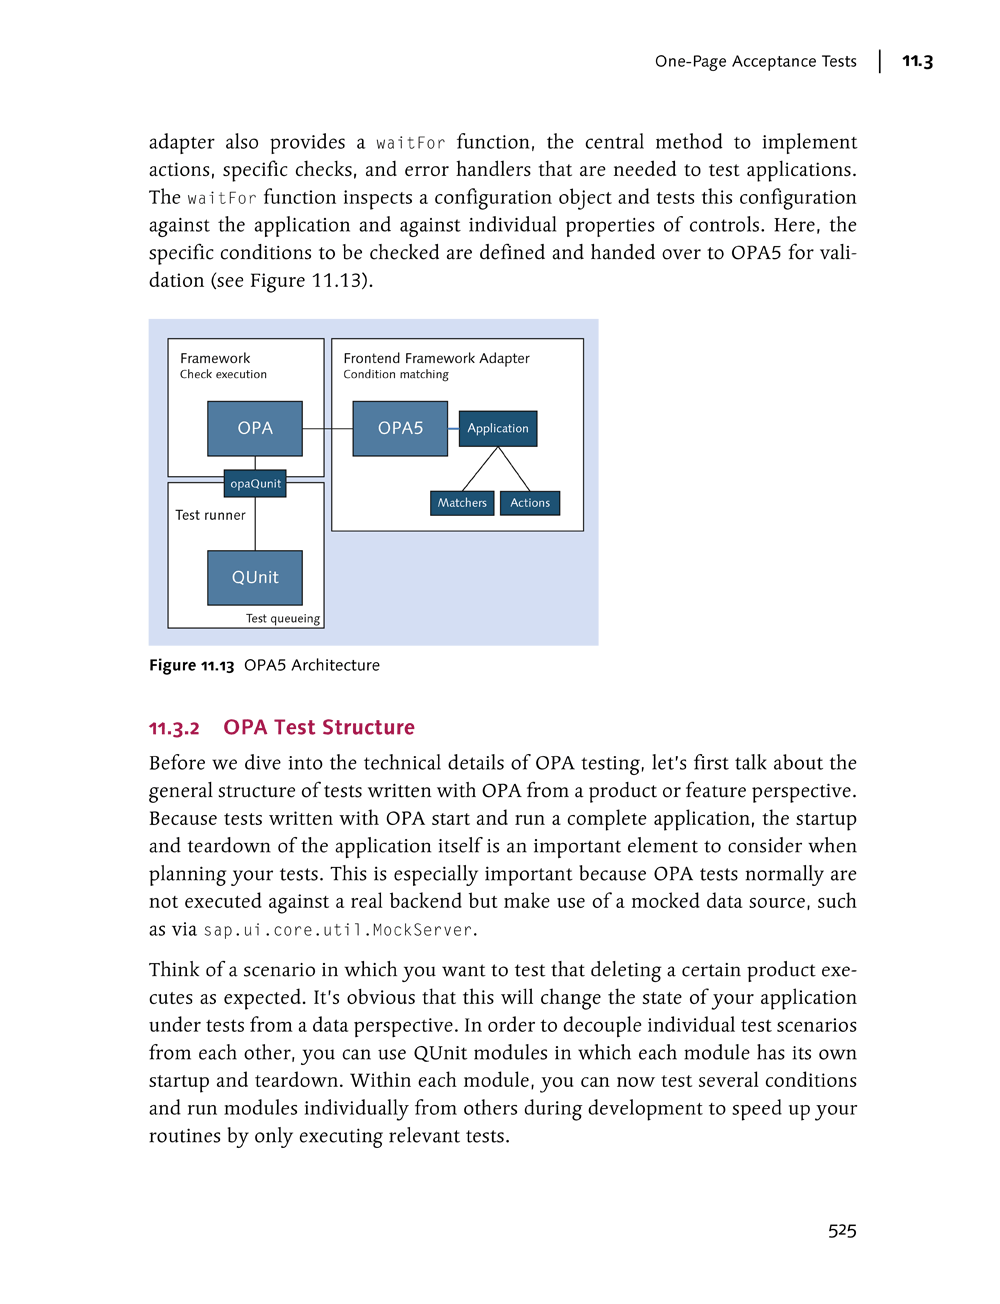 One-Page Acceptance Tests | 11.3
adapter also provides a waitFor function, the central method to implement
actions, specific checks, and error handlers that are needed to test applications.
The waitFor function inspects a configuration object and tests this configuration
against the application and against individual properties of controls. Here, the
specific conditions to be checked are defined and handed over to OPA5 for vali-
dation (see Figure 11.13).
Framework
Check execution
OPA
opaQunit
Test runner
QUnit
Test queueing
Frontend Framework Adapter
Condition matching
OPA5
Application
Matchers
Actions
Figure 11.13 OPA5 Architecture
11.3.2 OPA Test Structure
Before we dive into the technical details of OPA testing, let's first talk about the
general structure of tests written with OPA from a product or feature perspective.
Because tests written with OPA start and run a complete application, the startup
and teardown of the application itself is an important element to consider when
planning your tests. This is especially important because OPA tests normally are
not executed against a real backend but make use of a mocked data source, such
as via sap.ui.core.util.MockServer.
Think of a scenario in which you want to test that deleting a certain product exe-
cutes as expected. It's obvious that this will change the state of your application
under tests from a data perspective. In order to decouple individual test scenarios
from each other, you can use QUnit modules in which each module has its own
startup and teardown. Within each module, you can now test several conditions
and run modules individually from others during development to speed up your
routines by only executing relevant tests.
525